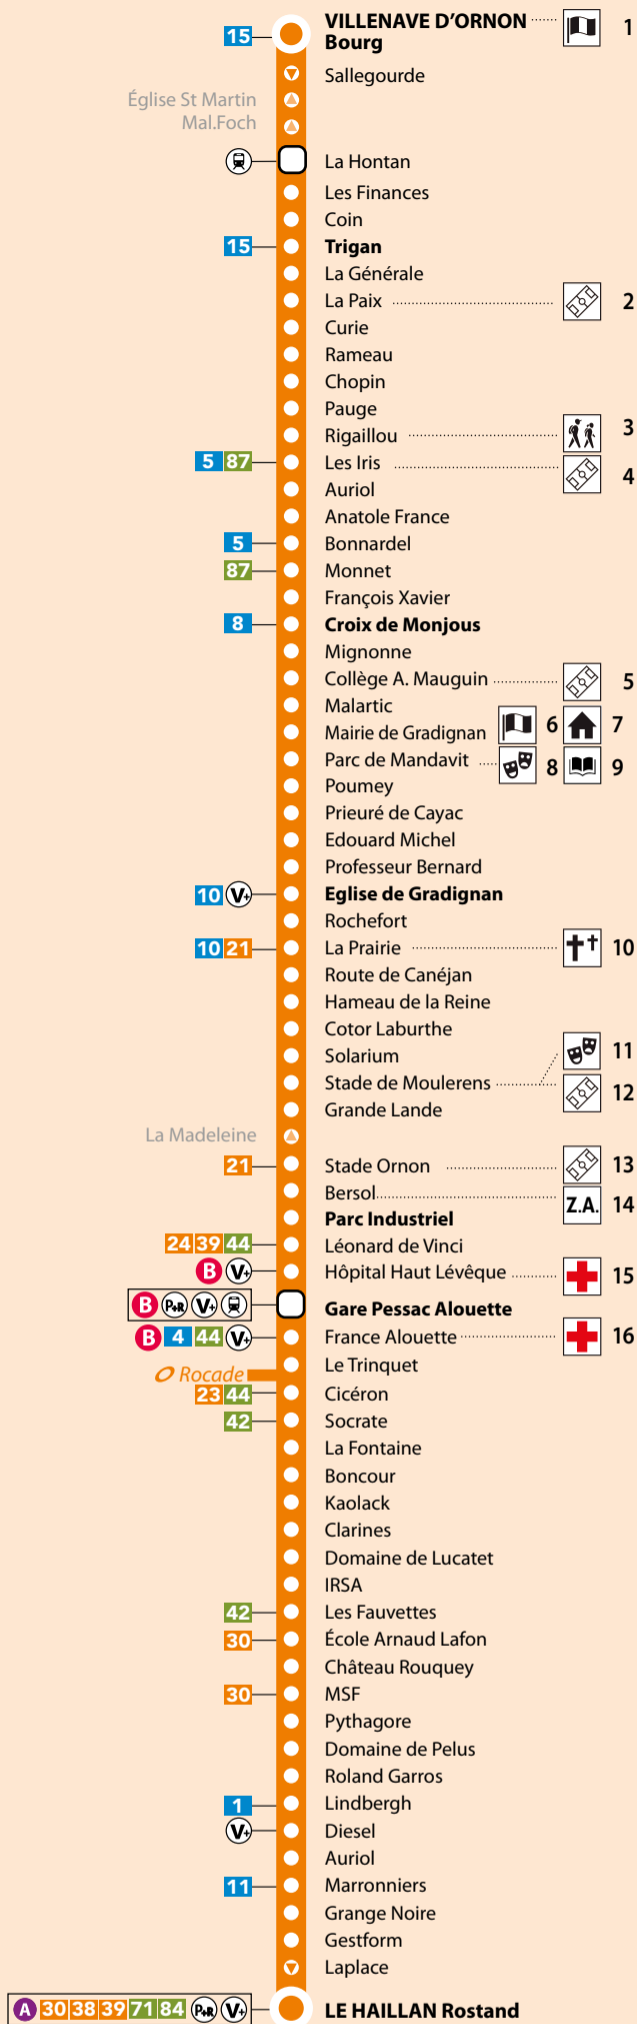 15 VILLENAVE D'ORNON 1
Bourg
Sallegourde
Église St Martin
Mal.Foch
La Hontan
Les Finances
Coin
15 Trigan
La Générale
La Paix 2
Curie
Rameau
Chopin
Pauge
Rigaillou 3
5 87 Les Iris 4
Auriol
Anatole France
5 Bonnardel
87 Monnet
François Xavier
8 Croix de Monjous
Mignonne
Collège A. Mauguin 5
Malartic
Mairie de Gradignan 6 7
Parc de Mandavit 8 9
Poumey
Prieuré de Cayac
Edouard Michel
Professeur Bernard
10 V+ Eglise de Gradignan
Rochefort
10 21 La Prairie 10
Route de Canéjan
Hameau de la Reine
Cotor Laburthe
Solarium 11
Stade de Moulerens 12
Grande Lande
La Madeleine
21 Stade Ornon 13
Bersol Z.A. 14
Parc Industriel
24 39 44 Léonard de Vinci
B V+ Hôpital Haut Lévêque 15
B P+R V+ Gare Pessac Alouette
B 4 44 V+ France Alouette 16
Le Trinquet
Rocade
23 44 Cicéron
42 Socrate
La Fontaine
Boncour
Kaolack
Clarines
Domaine de Lucatet
IRSA
42 Les Fauvettes
30 École Arnaud Lafon
Château Rouquey
30 MSF
Pythagore
Domaine de Pelus
Roland Garros
1 Lindbergh
V+ Diesel
Auriol
11 Marronniers
Grange Noire
Gestform
Laplace
A 30 38 39 71 84 P+R V+ LE HAILLAN Rostand